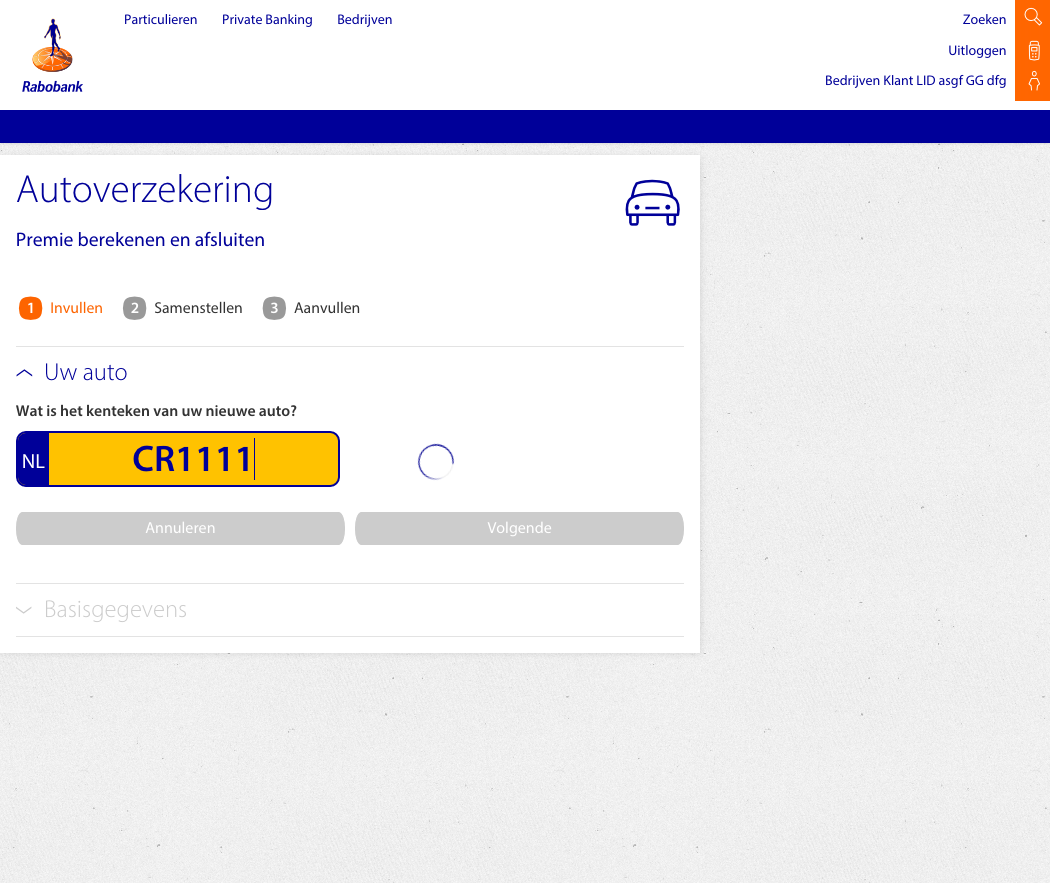 Particulieren Private Banking Bedrijven
Zoeken
Uitloggen
Bedrijven Klant LID asgf GG dfg
Rabobank
Autoverzekering
Premie berekenen en afsluiten
1 Invullen 2 Samenstellen 3 Aanvullen
Uw auto
Wat is het kenteken van uw nieuwe auto?
NL CR1111
Annuleren Volgende
Basisgegevens